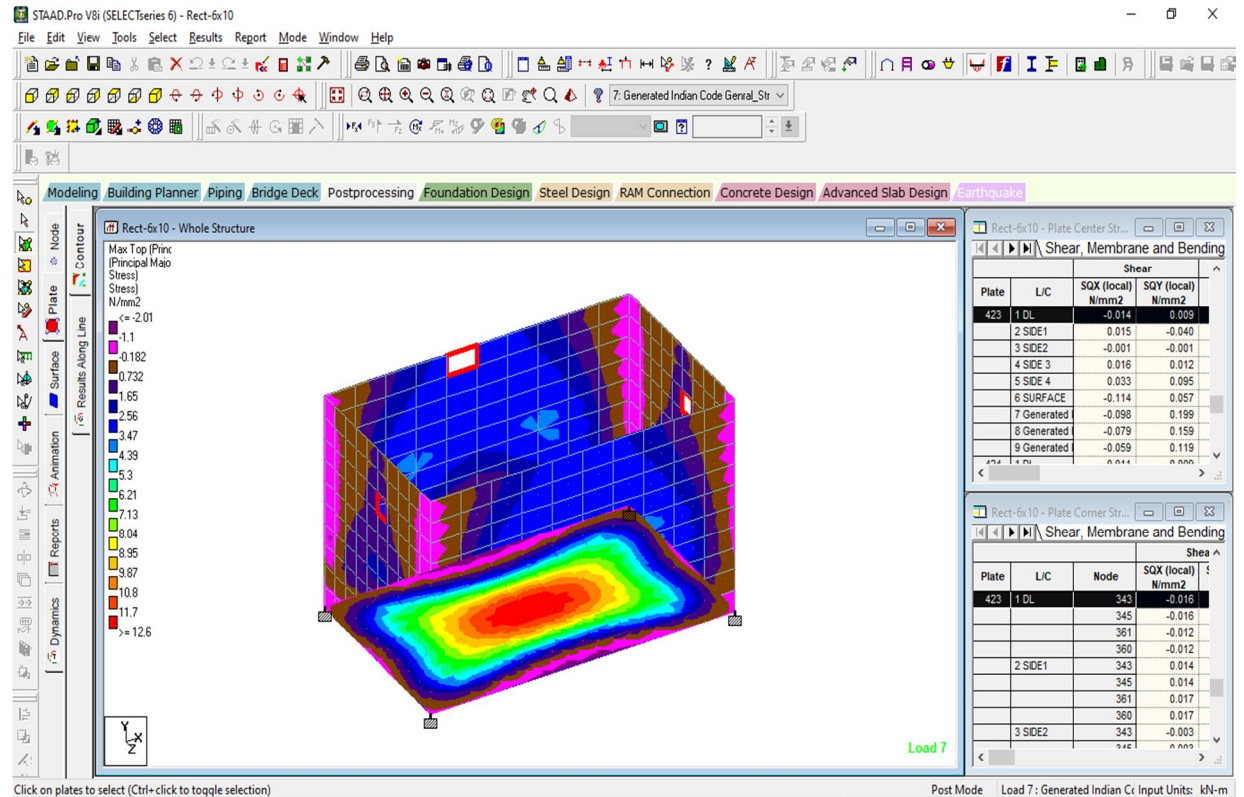 STAAD.Pro V8i (SELECTseries 6) - Rect-6x10
File Edit View Tools Select Results Report Mode Window Help
7: Generated Indian Code Genral_Str
Modeling Building Planner Piping Bridge Deck Postprocessing Foundation Design Steel Design RAM Connection Concrete Design Advanced Slab Design Earthquake
Node
Plate
Surface
Animation
Reports
Dynamics
Contour
Results Along Line
Rect-6x10 - Whole Structure
Max Top (Princ
(Principal Majo
Stress)
Stress)
N/mm2
<= -2.01
-1.1
-0.182
0.732
1.65
2.56
3.47
4.39
5.3
6.21
7.13
8.04
8.95
9.87
10.8
11.7
>= 12.6
Y
X
Z
Load 7
Rect-6x10 - Plate Center Str...
Shear, Membrane and Bending
Shear
Plate L/C SQX (local) N/mm2 SQY (local) N/mm2
423 1 DL -0.014 0.009
2 SIDE1 0.015 -0.040
3 SIDE2 -0.001 -0.001
4 SIDE 3 0.016 0.012
5 SIDE 4 0.033 0.095
6 SURFACE -0.114 0.057
7 Generated -0.098 0.199
8 Generated -0.079 0.159
9 Generated -0.059 0.119
Rect-6x10 - Plate Corner Str...
Shear, Membrane and Bending
Shea
Plate L/C Node SQX (local) N/mm2
423 1 DL 343 -0.016
345 -0.016
361 -0.012
360 -0.012
2 SIDE1 343 0.014
345 0.014
361 0.017
360 0.017
3 SIDE2 343 -0.003
Click on plates to select (Ctrl+click to toggle selection)
Post Mode Load 7 : Generated Indian Cc Input Units: kN-m